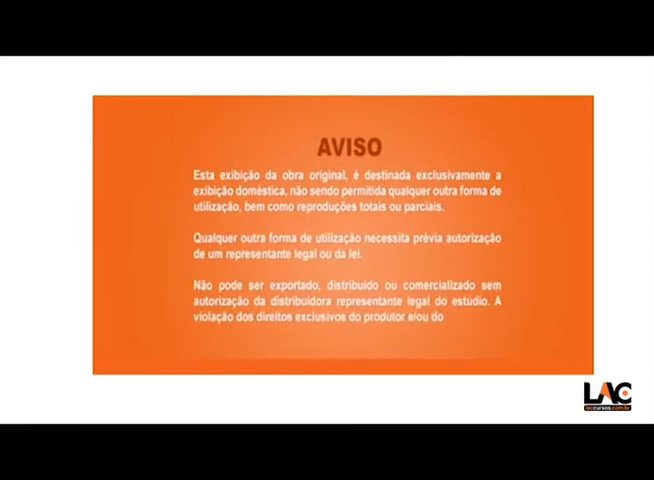 AVISO
Esta exibição da obra original, é destinada exclusivamente a
exibição doméstica, não sendo permitida qualquer outra forma de
utilização, bem como reproduções totais ou parciais.
Qualquer outra forma de utilização necessita prévia autorização
de um representante legal ou da lei.
Não pode ser exportado, distribuido ou comercializado sem
autorização da distribuidora representante legal do estúdio. A
violação dos direitos exclusivos do produtor e/ou do
LAC
laccursos.com.br